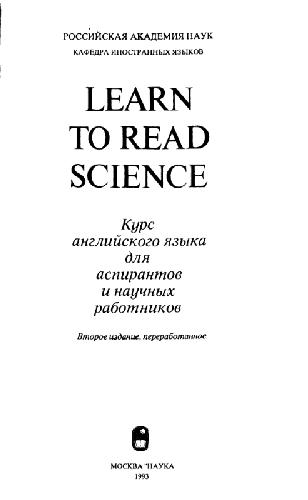 РОССИЙСКАЯ АКАДЕМИЯ НАУК
КАФЕДРА ИНОСТРАННЫХ ЯЗЫКОВ
LEARN
TO READ
SCIENCE
Курс
английского языка
для
аспирантов
и научных
работников
Второе издание, переработанное
МОСКВА "НАУКА
1993